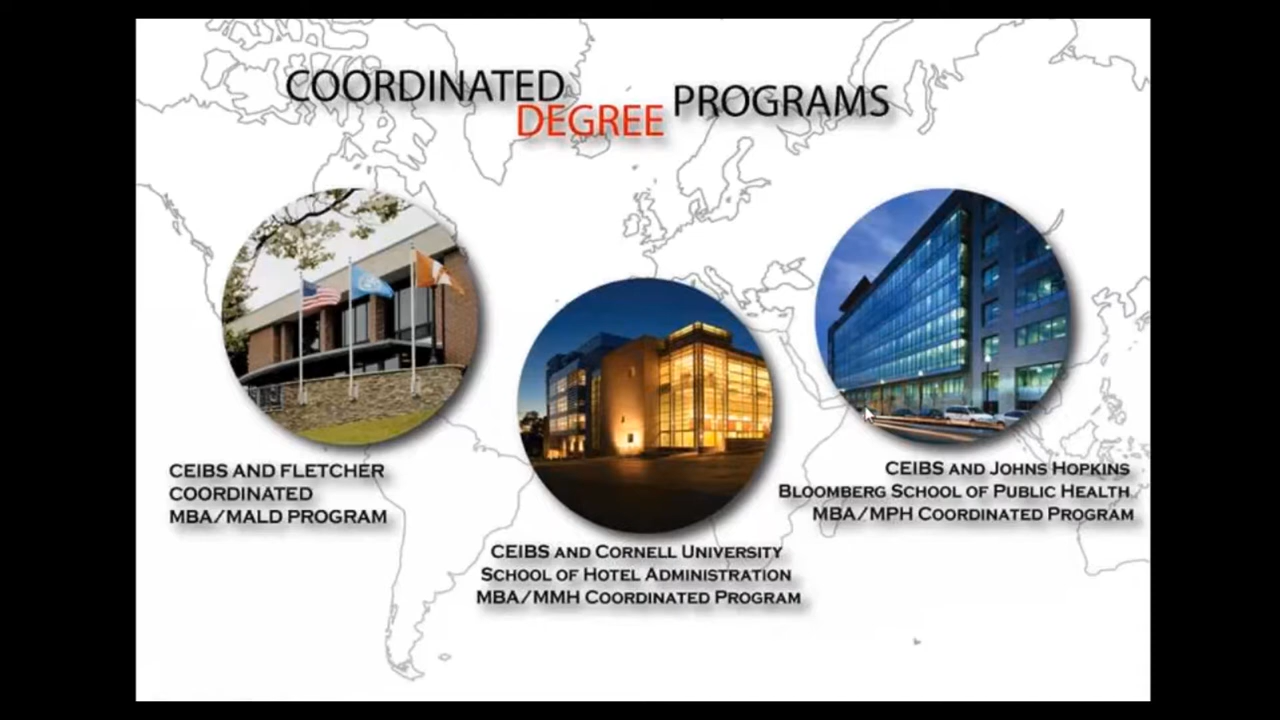 COORDINATED
DEGREE
PROGRAMS
CEIBS AND FLETCHER
COORDINATED
MBA/MALD PROGRAM
CEIBS AND CORNELL UNIVERSITY
SCHOOL OF HOTEL ADMINISTRATION
MBA/MMH COORDINATED PROGRAM
CEIBS AND JOHNS HOPKINS
BLOOMBERG SCHOOL OF PUBLIC HEALTH
MBA/MPH COORDINATED PROGRAM